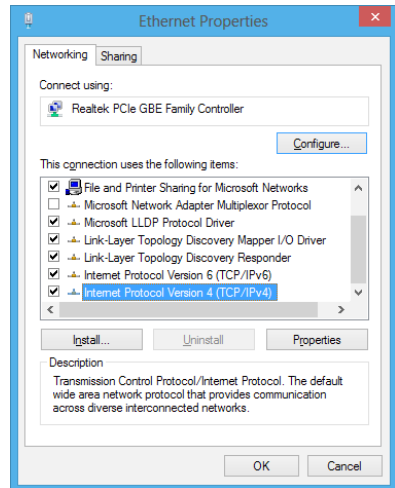 Ethernet Properties
Networking
Sharing
Connect using:
Realtek PCIe GBE Family Controller
Configure...
This connection uses the following items:
File and Printer Sharing for Microsoft Networks
Microsoft Network Adapter Multiplexor Protocol
Microsoft LLDP Protocol Driver
Link-Layer Topology Discovery Mapper I/O Driver
Link-Layer Topology Discovery Responder
Internet Protocol Version 6 (TCP/IPv6)
Internet Protocol Version 4 (TCP/IPv4)
Install...
Uninstall
Properties
Description
Transmission Control Protocol/Internet Protocol. The default
wide area network protocol that provides communication
across diverse interconnected networks.
OK
Cancel